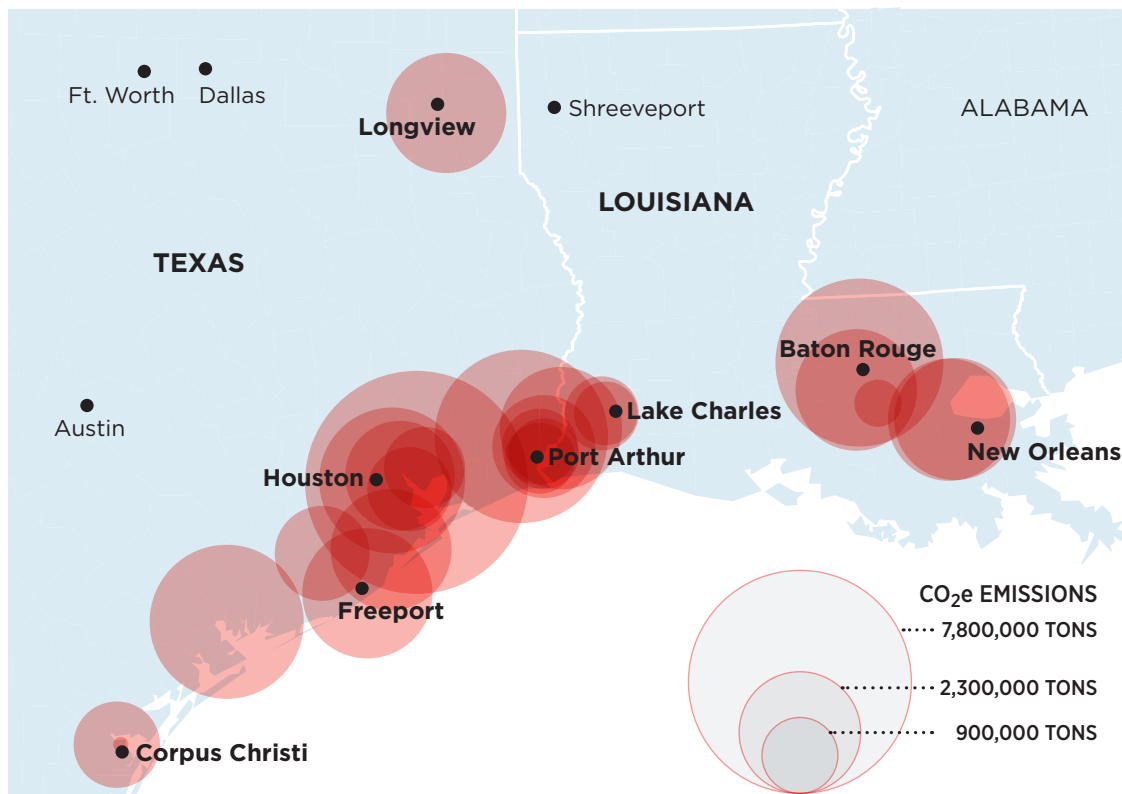 Ft. Worth
Dallas
Longview
Shreeveport
ALABAMA
LOUISIANA
TEXAS
Baton Rouge
Austin
Lake Charles
New Orleans
Port Arthur
Houston
Freeport
Corpus Christi
CO₂e EMISSIONS
7,800,000 TONS
2,300,000 TONS
900,000 TONS